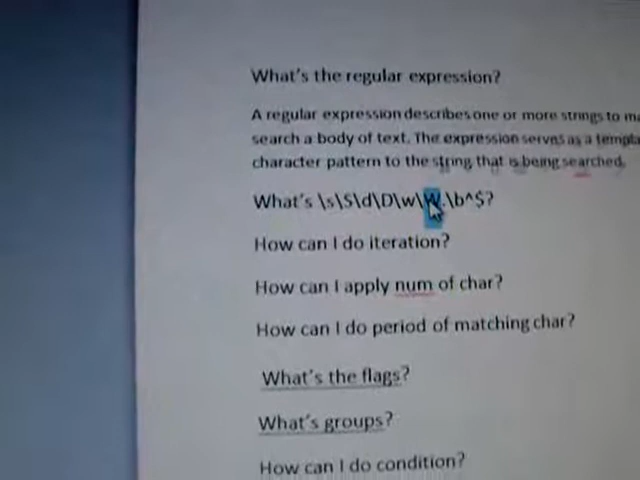 What's the regular expression?
A regular expression describes one or more strings to
search a body of text. The expression serves as a
character pattern to the string that is being searched.
What's \s\S\d\D\w\W.\b^$?
How can I do iteration?
How can I apply num of char?
How can I do period of matching char?
What's the flags?
What's groups?
How can I do condition?